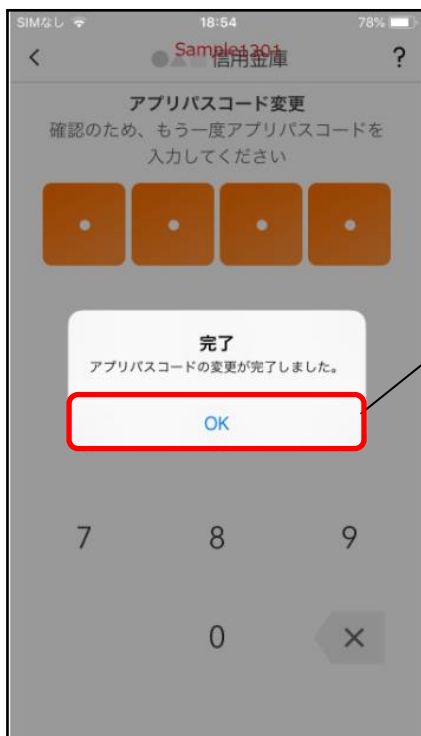 SIMなし 18:54 78%
Sample1301
●▲■信用金庫 ?
アプリパスコード変更
確認のため、もう一度アプリパスコードを
入力してください
完了
アプリパスコードの変更が完了しました。
OK
7 8 9
0